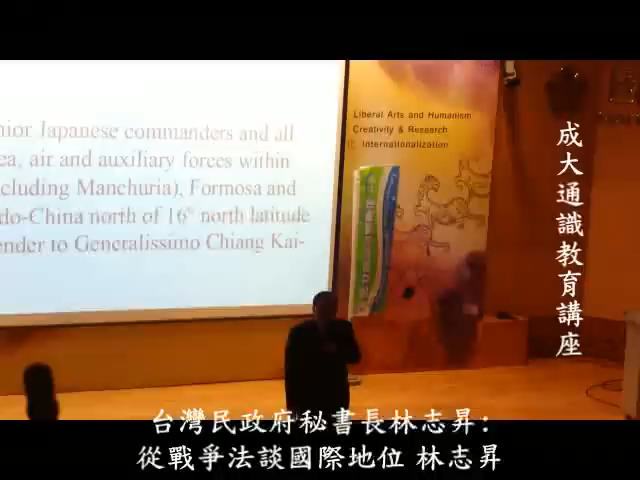 nior Japanese commanders and all
ea, air and auxiliary forces within
cluding Manchuria), Formosa and
do-China north of 16° north latitude
ender to Generalissimo Chiang Kai-
Liberal Arts and Humanism
Creativity & Research
Internationalization
成大通識教育講座
台灣民政府秘書長林志昇:
從戰爭法談國際地位 林志昇